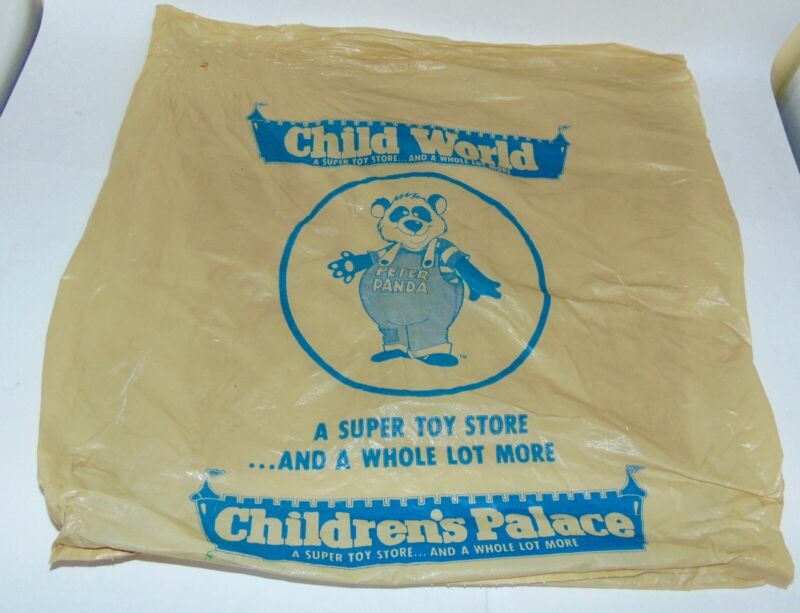 Child World
A SUPER TOY STORE...AND A WHOLE LOT MORE
PETER
PANDA
TM
A SUPER TOY STORE
...AND A WHOLE LOT MORE
Children's Palace
A SUPER TOY STORE... AND A WHOLE LOT MORE